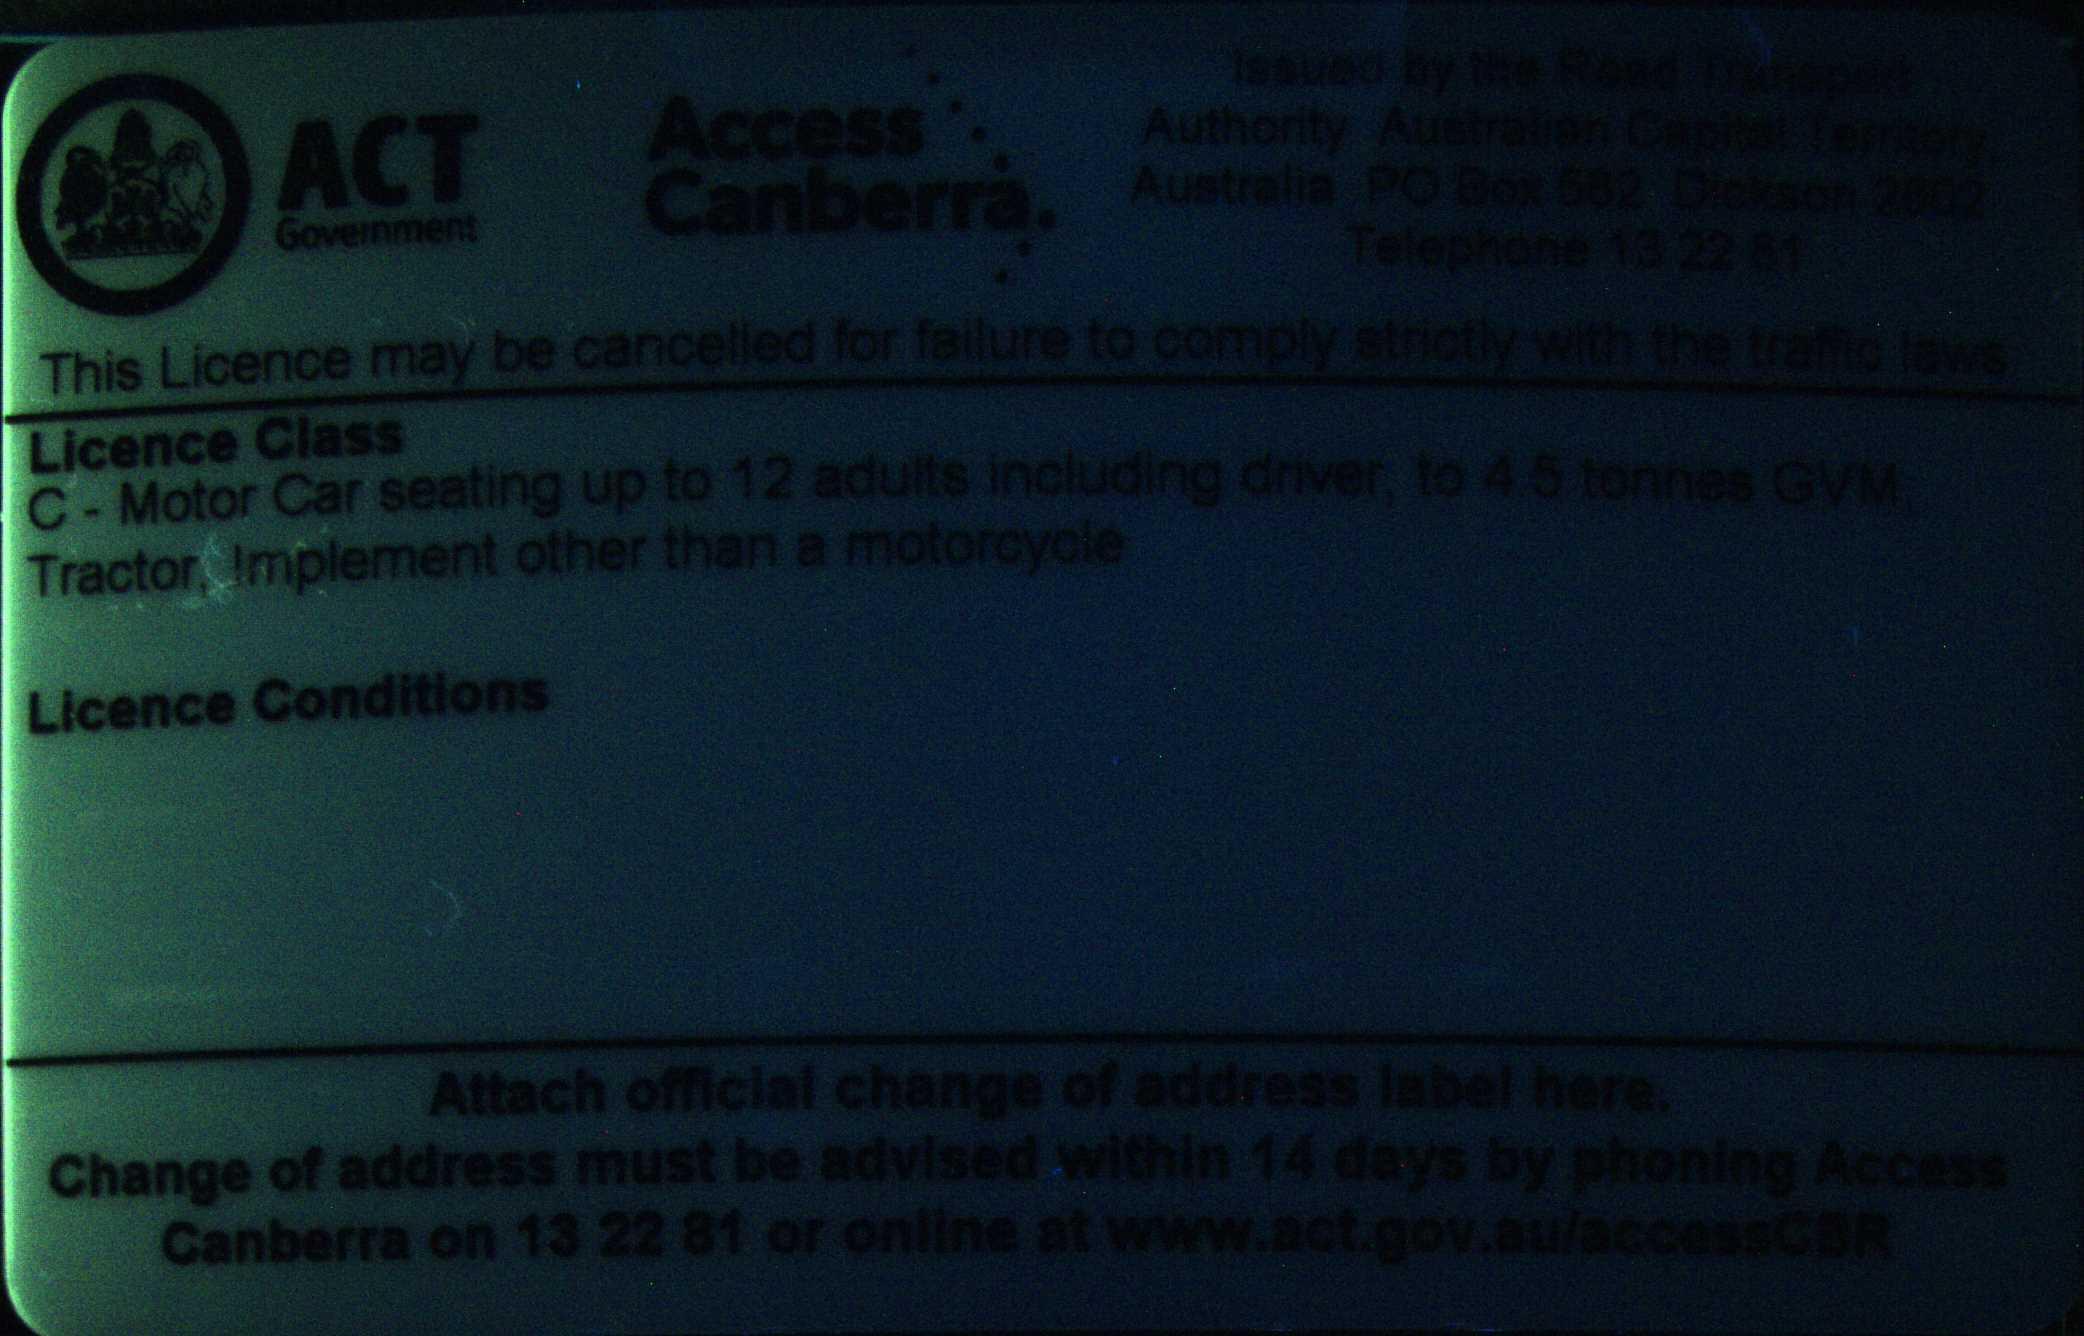 ACT
Government
Access
Canberra.
Issued by the Road Transport
Authority Australian Capital Territory
Australia PO Box 582 Dickson 2602
Telephone 13 22 81
This Licence may be cancelled for failure to comply strictly with the traffic laws
Licence Class
C - Motor Car seating up to 12 adults including driver, to 4.5 tonnes GVM,
Tractor, Implement other than a motorcycle
Licence Conditions
Attach official change of address label here.
Change of address must be advised within 14 days by phoning Access
Canberra on 13 22 81 or online at www.act.gov.au/accessCBR